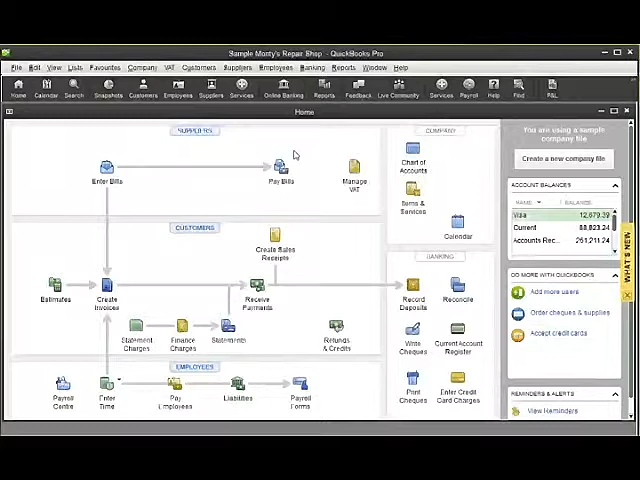 Sample Monty's Repair Shop - QuickBooks Pro
File Edit View Lists Favourites Company VAT Customers Suppliers Employees Banking Reports Window Help
Home Calendar Search Snapshots Customers Employees Suppliers Services Online Banking Reports Feedback Live Community Services Payroll Help Find P&L
Home
SUPPLIERS
Enter Bills
Pay Bills
Manage
VAT
CUSTOMERS
Create Sales
Receipts
Estimates
Create
Invoices
Receive
Payments
Statement
Charges
Finance
Charges
Statements
Refunds
& Credits
EMPLOYEES
Payroll
Centre
Enter
Time
Pay
Employees
Liabilities
Payroll
Forms
COMPANY
Chart of
Accounts
Items &
Services
Calendar
BANKING
Record
Deposits
Reconcile
Write
Cheques
Current Account
Register
Print
Cheques
Enter Credit
Card Charges
You are using a sample
company file
Create a new company file
ACCOUNT BALANCES
NAME BALANCE
Visa 12,679.39
Current 88,823.24
Accounts Rec... 251,211.24
DO MORE WITH QUICKBOOKS
Add more users
Order cheques & supplies
Accept credit cards
REMINDERS & ALERTS
View Reminders
WHAT'S NEW